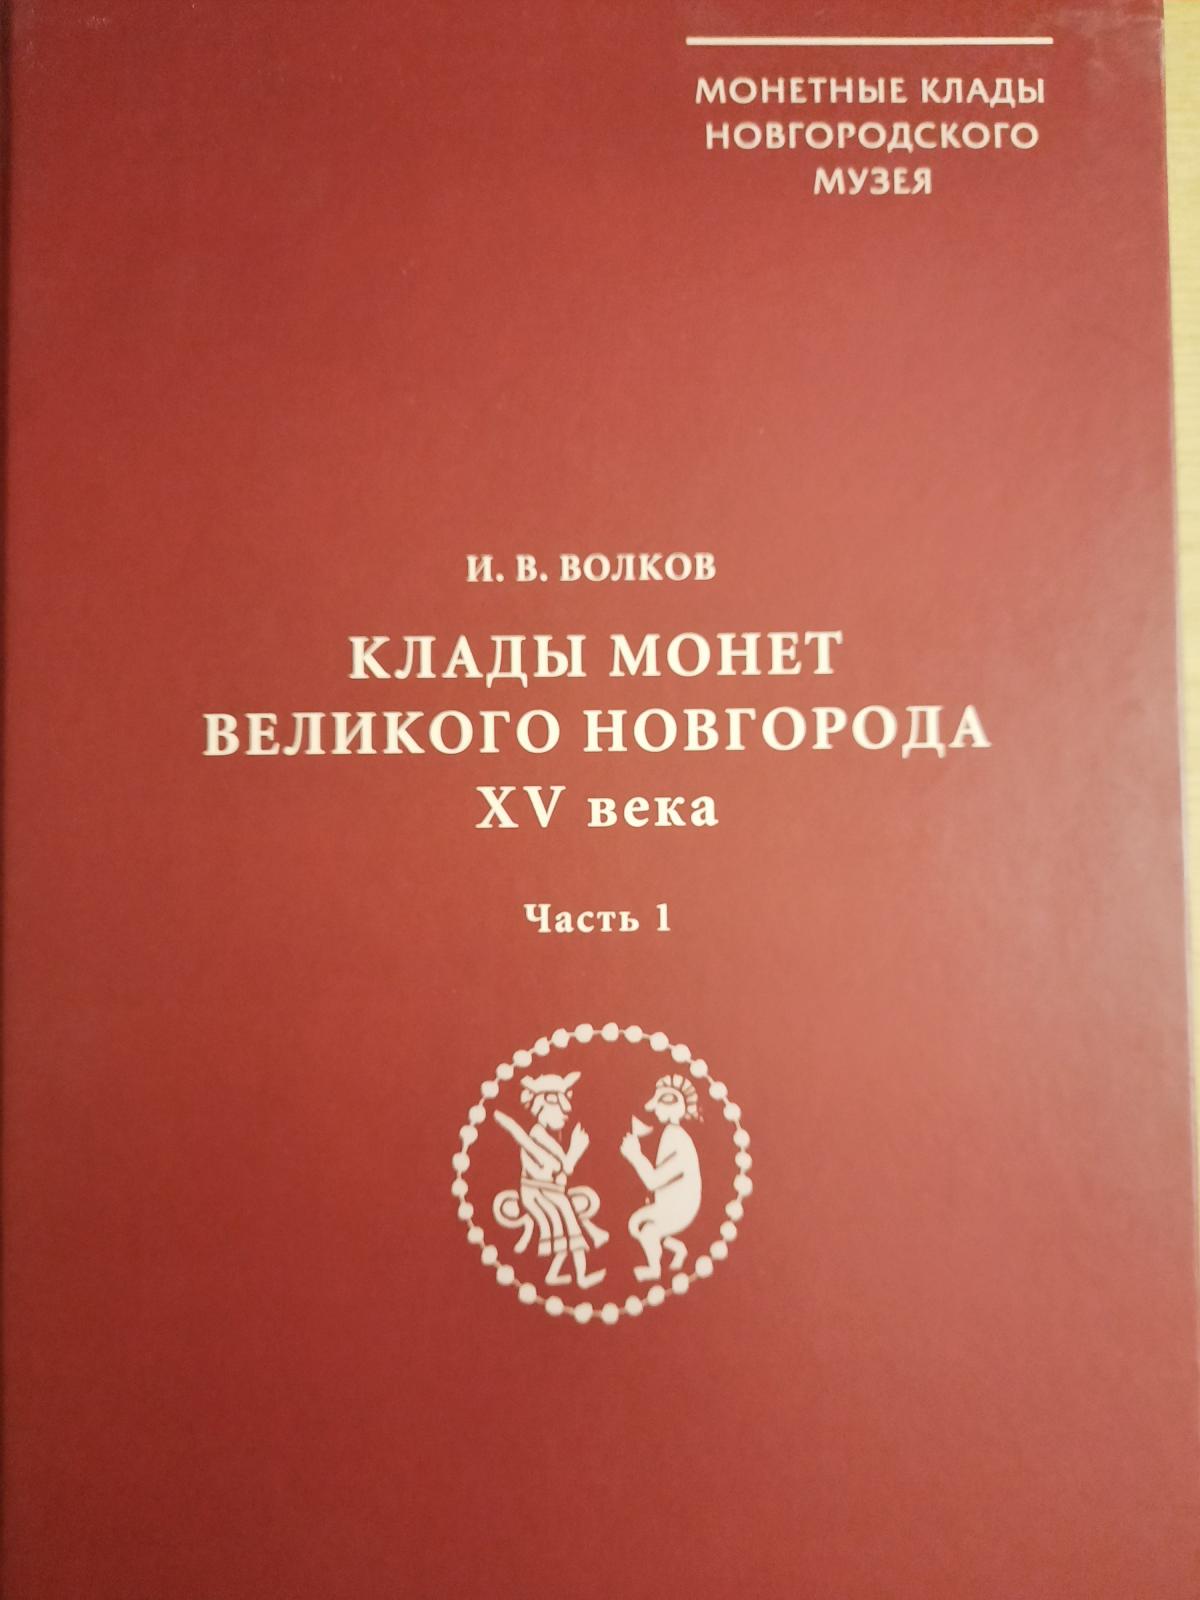 МОНЕТНЫЕ КЛАДЫ
НОВГОРОДСКОГО
МУЗЕЯ
И. В. ВОЛКОВ
КЛАДЫ МОНЕТ
ВЕЛИКОГО НОВГОРОДА
XV века
Часть 1